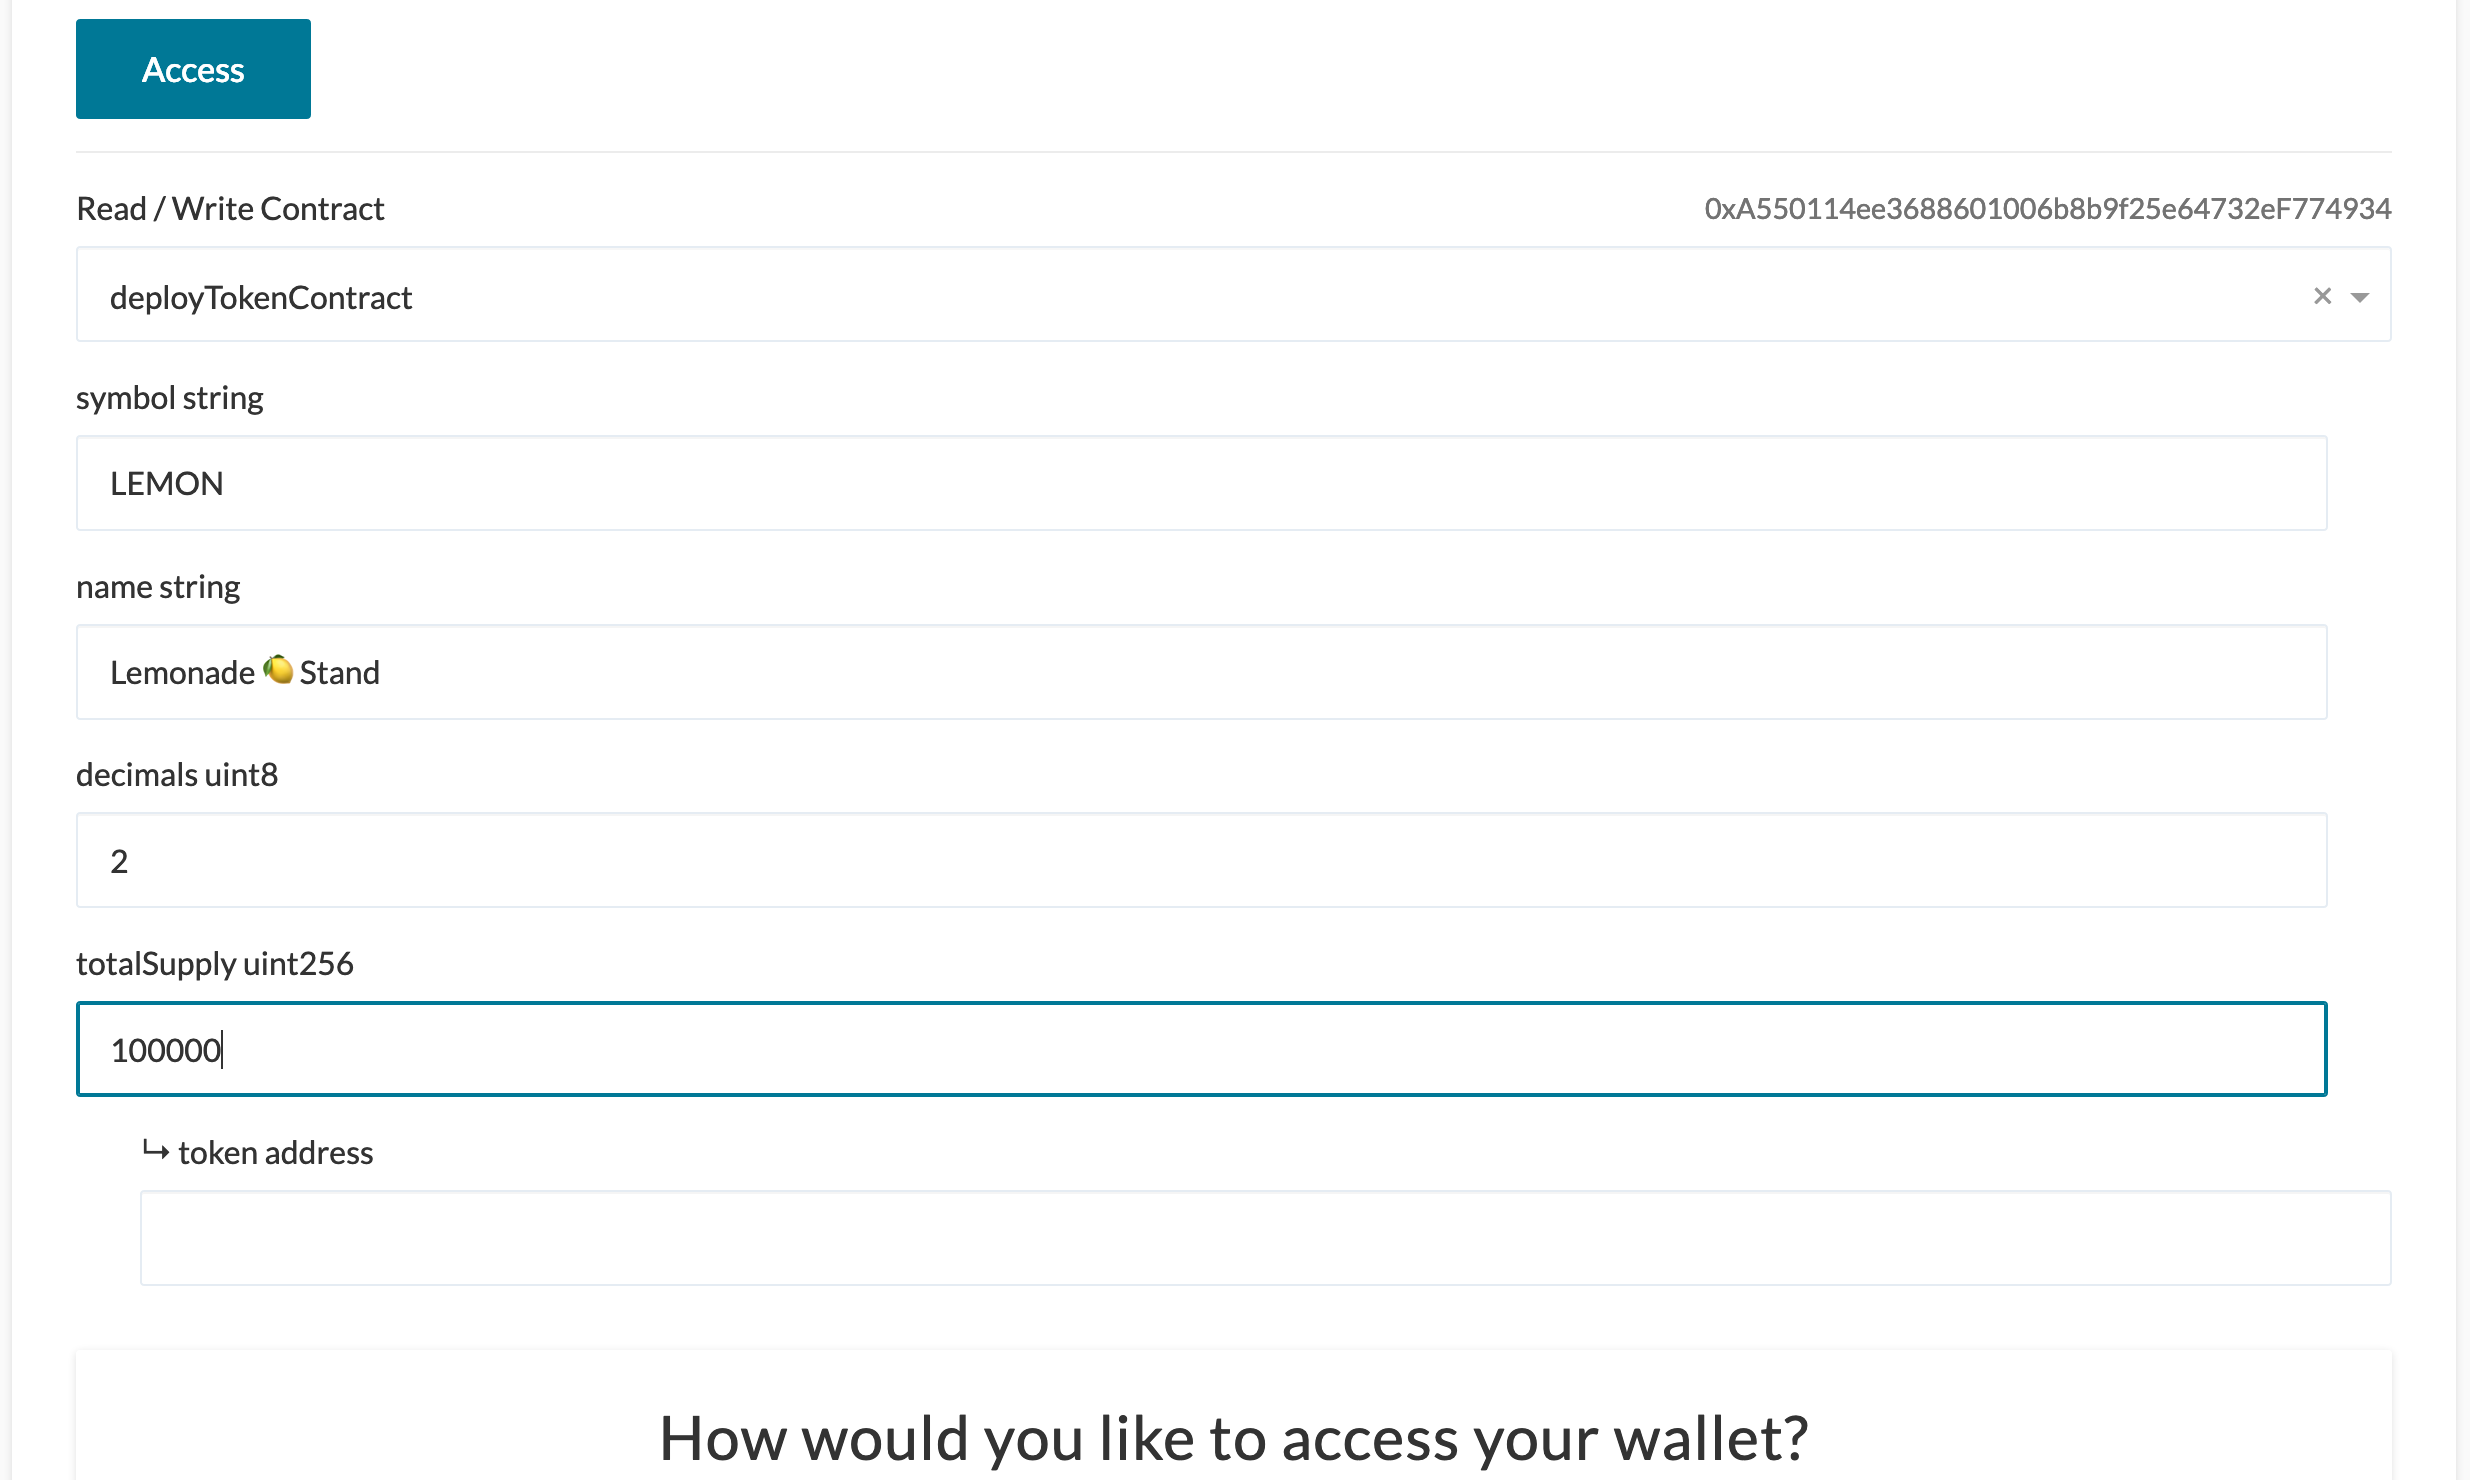 Access
Read / Write Contract
0xA550114ee3688601006b8b9f25e64732eF774934
deployTokenContract
symbol string
LEMON
name string
Lemonade 🍋 Stand
decimals uint8
2
totalSupply uint256
100000
↳ token address
How would you like to access your wallet?